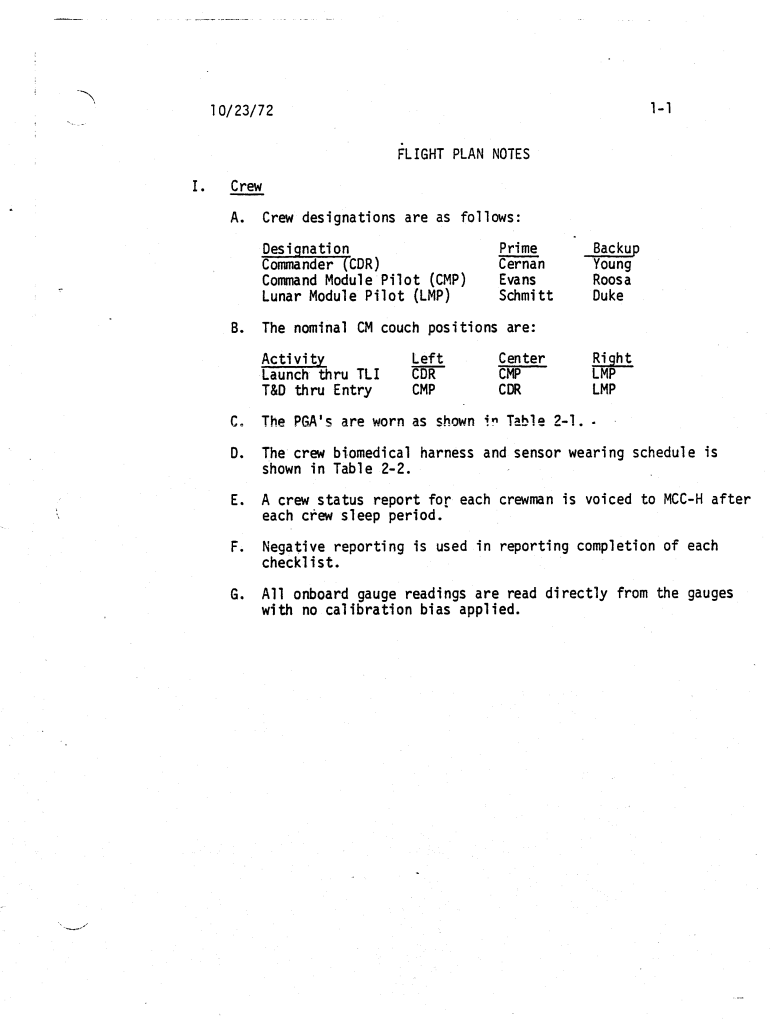 10/23/72 1-1
FLIGHT PLAN NOTES
I. Crew
A. Crew designations are as follows:
Designation Prime Backup
Commander (CDR) Cernan Young
Command Module Pilot (CMP) Evans Roosa
Lunar Module Pilot (LMP) Schmitt Duke
B. The nominal CM couch positions are:
Activity Left Center Right
Launch thru TLI CDR CMP LMP
T&D thru Entry CMP CDR LMP
C. The PGA's are worn as shown in Table 2-1.
D. The crew biomedical harness and sensor wearing schedule is
shown in Table 2-2.
E. A crew status report for each crewman is voiced to MCC-H after
each crew sleep period.
F. Negative reporting is used in reporting completion of each
checklist.
G. All onboard gauge readings are read directly from the gauges
with no calibration bias applied.